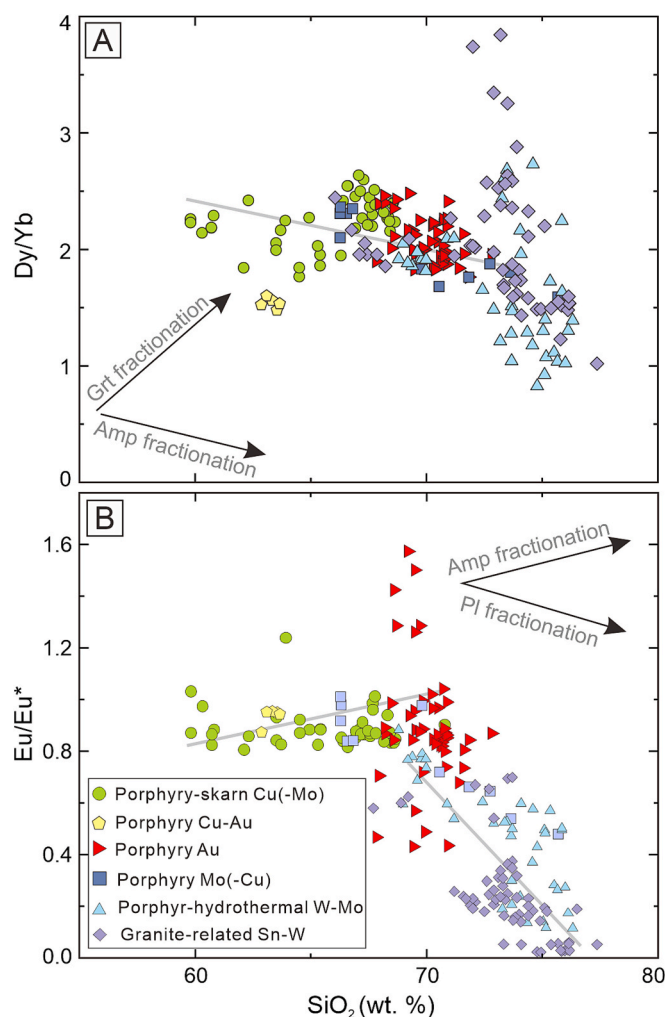 A
4
3
2
1
0
Dy/Yb
Grt fractionation
Amp fractionation
B
1.6
1.2
0.8
0.4
0.0
Eu/Eu*
Amp fractionation
Pl fractionation
Porphyry-skarn Cu(-Mo)
Porphyry Cu-Au
Porphyry Au
Porphyry Mo(-Cu)
Porphyr-hydrothermal W-Mo
Granite-related Sn-W
60 70 80
SiO₂(wt. %)